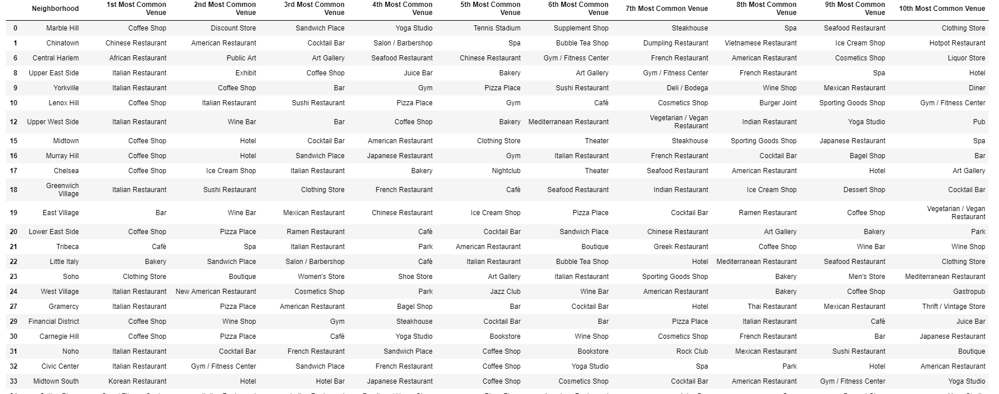 Neighborhood 1st Most Common Venue 2nd Most Common Venue 3rd Most Common Venue 4th Most Common Venue 5th Most Common Venue 6th Most Common Venue 7th Most Common Venue 8th Most Common Venue 9th Most Common Venue 10th Most Common Venue
0 Marble Hill Coffee Shop Discount Store Sandwich Place Yoga Studio Tennis Stadium Supplement Shop Steakhouse Spa Seafood Restaurant Clothing Store
1 Chinatown Chinese Restaurant American Restaurant Cocktail Bar Salon / Barbershop Spa Bubble Tea Shop Dumpling Restaurant Vietnamese Restaurant Ice Cream Shop Hotpot Restaurant
6 Central Harlem African Restaurant Public Art Art Gallery Seafood Restaurant Chinese Restaurant Gym / Fitness Center French Restaurant American Restaurant Cosmetics Shop Liquor Store
8 Upper East Side Italian Restaurant Exhibit Coffee Shop Juice Bar Bakery Art Gallery Gym / Fitness Center French Restaurant Spa Hotel
9 Yorkville Italian Restaurant Coffee Shop Bar Gym Pizza Place Sushi Restaurant Deli / Bodega Wine Shop Mexican Restaurant Diner
10 Lenox Hill Coffee Shop Italian Restaurant Sushi Restaurant Pizza Place Gym Café Cosmetics Shop Burger Joint Sporting Goods Shop Gym / Fitness Center
12 Upper West Side Italian Restaurant Wine Bar Bar Coffee Shop Bakery Mediterranean Restaurant Vegetarian / Vegan Restaurant Indian Restaurant Yoga Studio Pub
15 Midtown Coffee Shop Hotel Cocktail Bar American Restaurant Clothing Store Theater Steakhouse Sporting Goods Shop Japanese Restaurant Spa
16 Murray Hill Coffee Shop Hotel Sandwich Place Japanese Restaurant Gym Italian Restaurant French Restaurant Cocktail Bar Bagel Shop Bar
17 Chelsea Coffee Shop Ice Cream Shop Italian Restaurant Bakery Nightclub Theater Seafood Restaurant American Restaurant Hotel Art Gallery
18 Greenwich Village Italian Restaurant Sushi Restaurant Clothing Store French Restaurant Café Seafood Restaurant Indian Restaurant Ice Cream Shop Dessert Shop Cocktail Bar
19 East Village Bar Wine Bar Mexican Restaurant Chinese Restaurant Ice Cream Shop Pizza Place Cocktail Bar Ramen Restaurant Coffee Shop Vegetarian / Vegan Restaurant
20 Lower East Side Coffee Shop Pizza Place Ramen Restaurant Café Cocktail Bar Sandwich Place Chinese Restaurant Art Gallery Bakery Park
21 Tribeca Café Spa Italian Restaurant Park American Restaurant Boutique Greek Restaurant Coffee Shop Wine Bar Wine Shop
22 Little Italy Bakery Sandwich Place Salon / Barbershop Café Italian Restaurant Bubble Tea Shop Hotel Mediterranean Restaurant Seafood Restaurant Clothing Store
23 Soho Clothing Store Boutique Women's Store Shoe Store Art Gallery Italian Restaurant Sporting Goods Shop Bakery Men's Store Mediterranean Restaurant
24 West Village Italian Restaurant New American Restaurant Cosmetics Shop Park Jazz Club Wine Bar American Restaurant Bakery Coffee Shop Gastropub
27 Gramercy Italian Restaurant Pizza Place American Restaurant Bagel Shop Bar Cocktail Bar Hotel Thai Restaurant Mexican Restaurant Thrift / Vintage Store
29 Financial District Coffee Shop Wine Shop Gym Steakhouse Cocktail Bar Bar Pizza Place Italian Restaurant Café Juice Bar
30 Carnegie Hill Coffee Shop Pizza Place Café Yoga Studio Bookstore Wine Shop Cosmetics Shop French Restaurant Bar Japanese Restaurant
31 Noho Italian Restaurant Cocktail Bar French Restaurant Sandwich Place Coffee Shop Bookstore Rock Club Mexican Restaurant Sushi Restaurant Boutique
32 Civic Center Italian Restaurant Gym / Fitness Center Sandwich Place French Restaurant Coffee Shop Yoga Studio Spa Park Hotel American Restaurant
33 Midtown South Korean Restaurant Hotel Hotel Bar Japanese Restaurant Coffee Shop Cosmetics Shop Cocktail Bar American Restaurant Gym / Fitness Center Yoga Studio